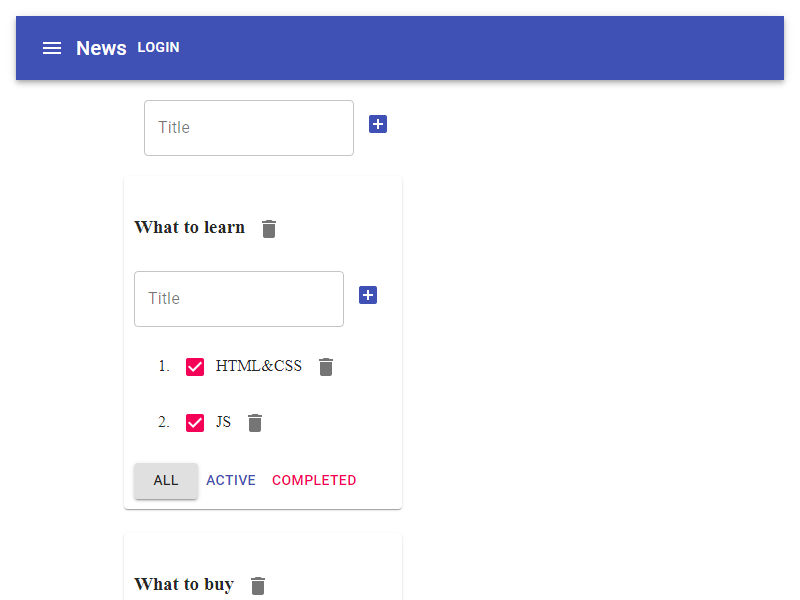 News LOGIN
Title
What to learn
Title
1. HTML&CSS
2. JS
ALL ACTIVE COMPLETED
What to buy